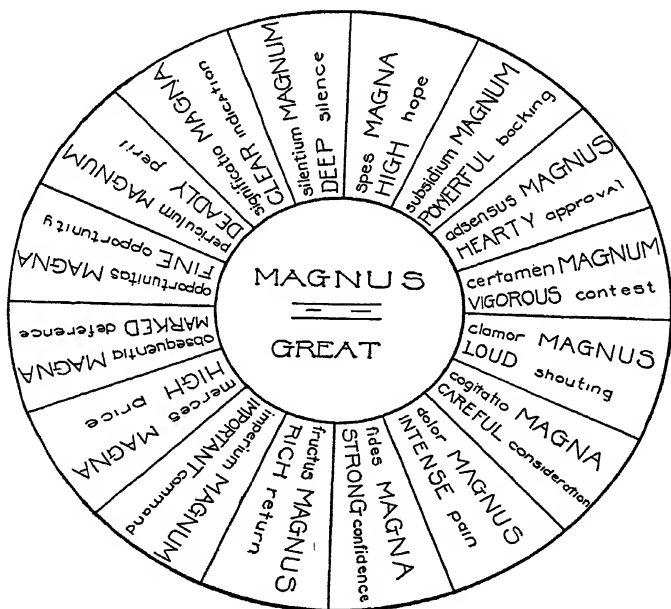 MAGNUS
GREAT
adsensus MAGNUS
HEARTY approval
certamen MAGNUM
VIGOROUS contest
clamor MAGNUS
LOUD shouting
cogitatio MAGNA
CAREFUL consideration
dolor MAGNUS
INTENSE pain
fides MAGNA
STRONG confidence
fructus MAGNUS
RICH return
imperium MAGNUM
IMPORTANT command
merces MAGNA
HIGH price
obsequentia MAGNA
MARKED deference
opportunitas MAGNA
FINE opportunity
periculum MAGNUM
DEADLY peril
significatio MAGNA
CLEAR indication
silentium MAGNUM
DEEP silence
spes MAGNA
HIGH hope
subsidium MAGNUM
POWERFUL backing